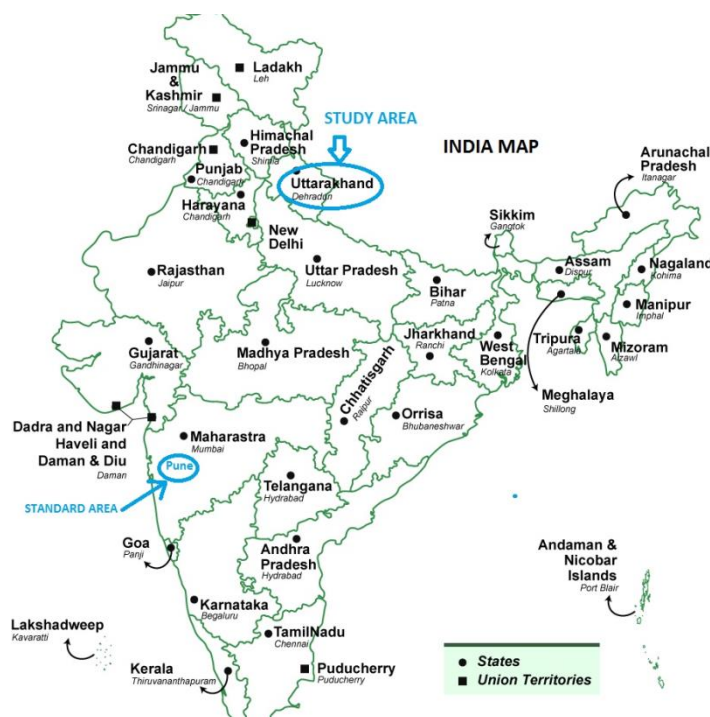 Ladakh
Leh
Jammu
&
Kashmir
Srinagar / Jammu
STUDY AREA
INDIA MAP
Himachal
Pradesh
Shimla
Chandigarh
Chandigarh
Punjab
Chandigarh
Uttarakhand
Dehradon
Harayana
Chandigarh
New
Delhi
Arunachal
Pradesh
Itanagar
Sikkim
Gangtok
Assam
Dispur
Nagaland
Kohima
Rajasthan
Jaipur
Uttar Pradesh
Lucknow
Bihar
Patna
Manipur
Imphal
Gujarat
Gandhinagar
Madhya Pradesh
Bhopal
Jharkhand
Ranchi
West
Bengal
Kolkata
Tripura
Agartala
Mizoram
Aizawl
Chhatisgarh
Raipur
Meghalaya
Shillong
Dadra and Nagar
Haveli and
Daman & Diu
Daman
Maharastra
Mumbai
Orrisa
Bhubaneshwar
Pune
STANDARD AREA
Telangana
Hydrabad
Goa
Panji
Andhra
Pradesh
Hydrabad
Andaman &
Nicobar
Islands
Port Blair
Karnataka
Begaluru
Lakshadweep
Kavaratti
TamilNadu
Chennai
Kerala
Thiruvananthapuram
Puducherry
Puducherry
States
Union Territories